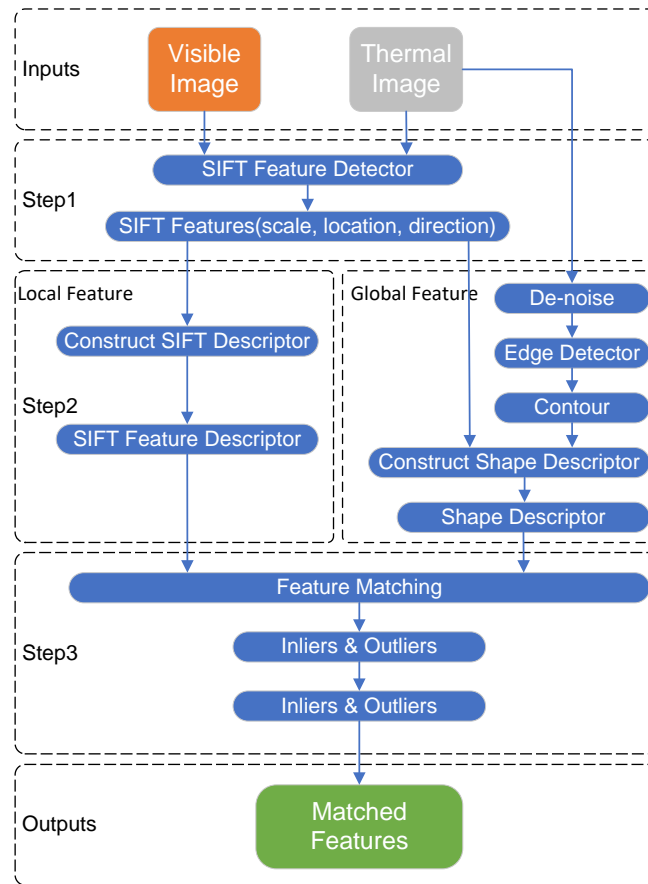 Inputs
Visible
Image
Thermal
Image
Step1
SIFT Feature Detector
SIFT Features(scale, location, direction)
Local Feature
Construct SIFT Descriptor
Step2
SIFT Feature Descriptor
Global Feature
De-noise
Edge Detector
Contour
Construct Shape Descriptor
Shape Descriptor
Step3
Feature Matching
Inliers & Outliers
Inliers & Outliers
Outputs
Matched
Features